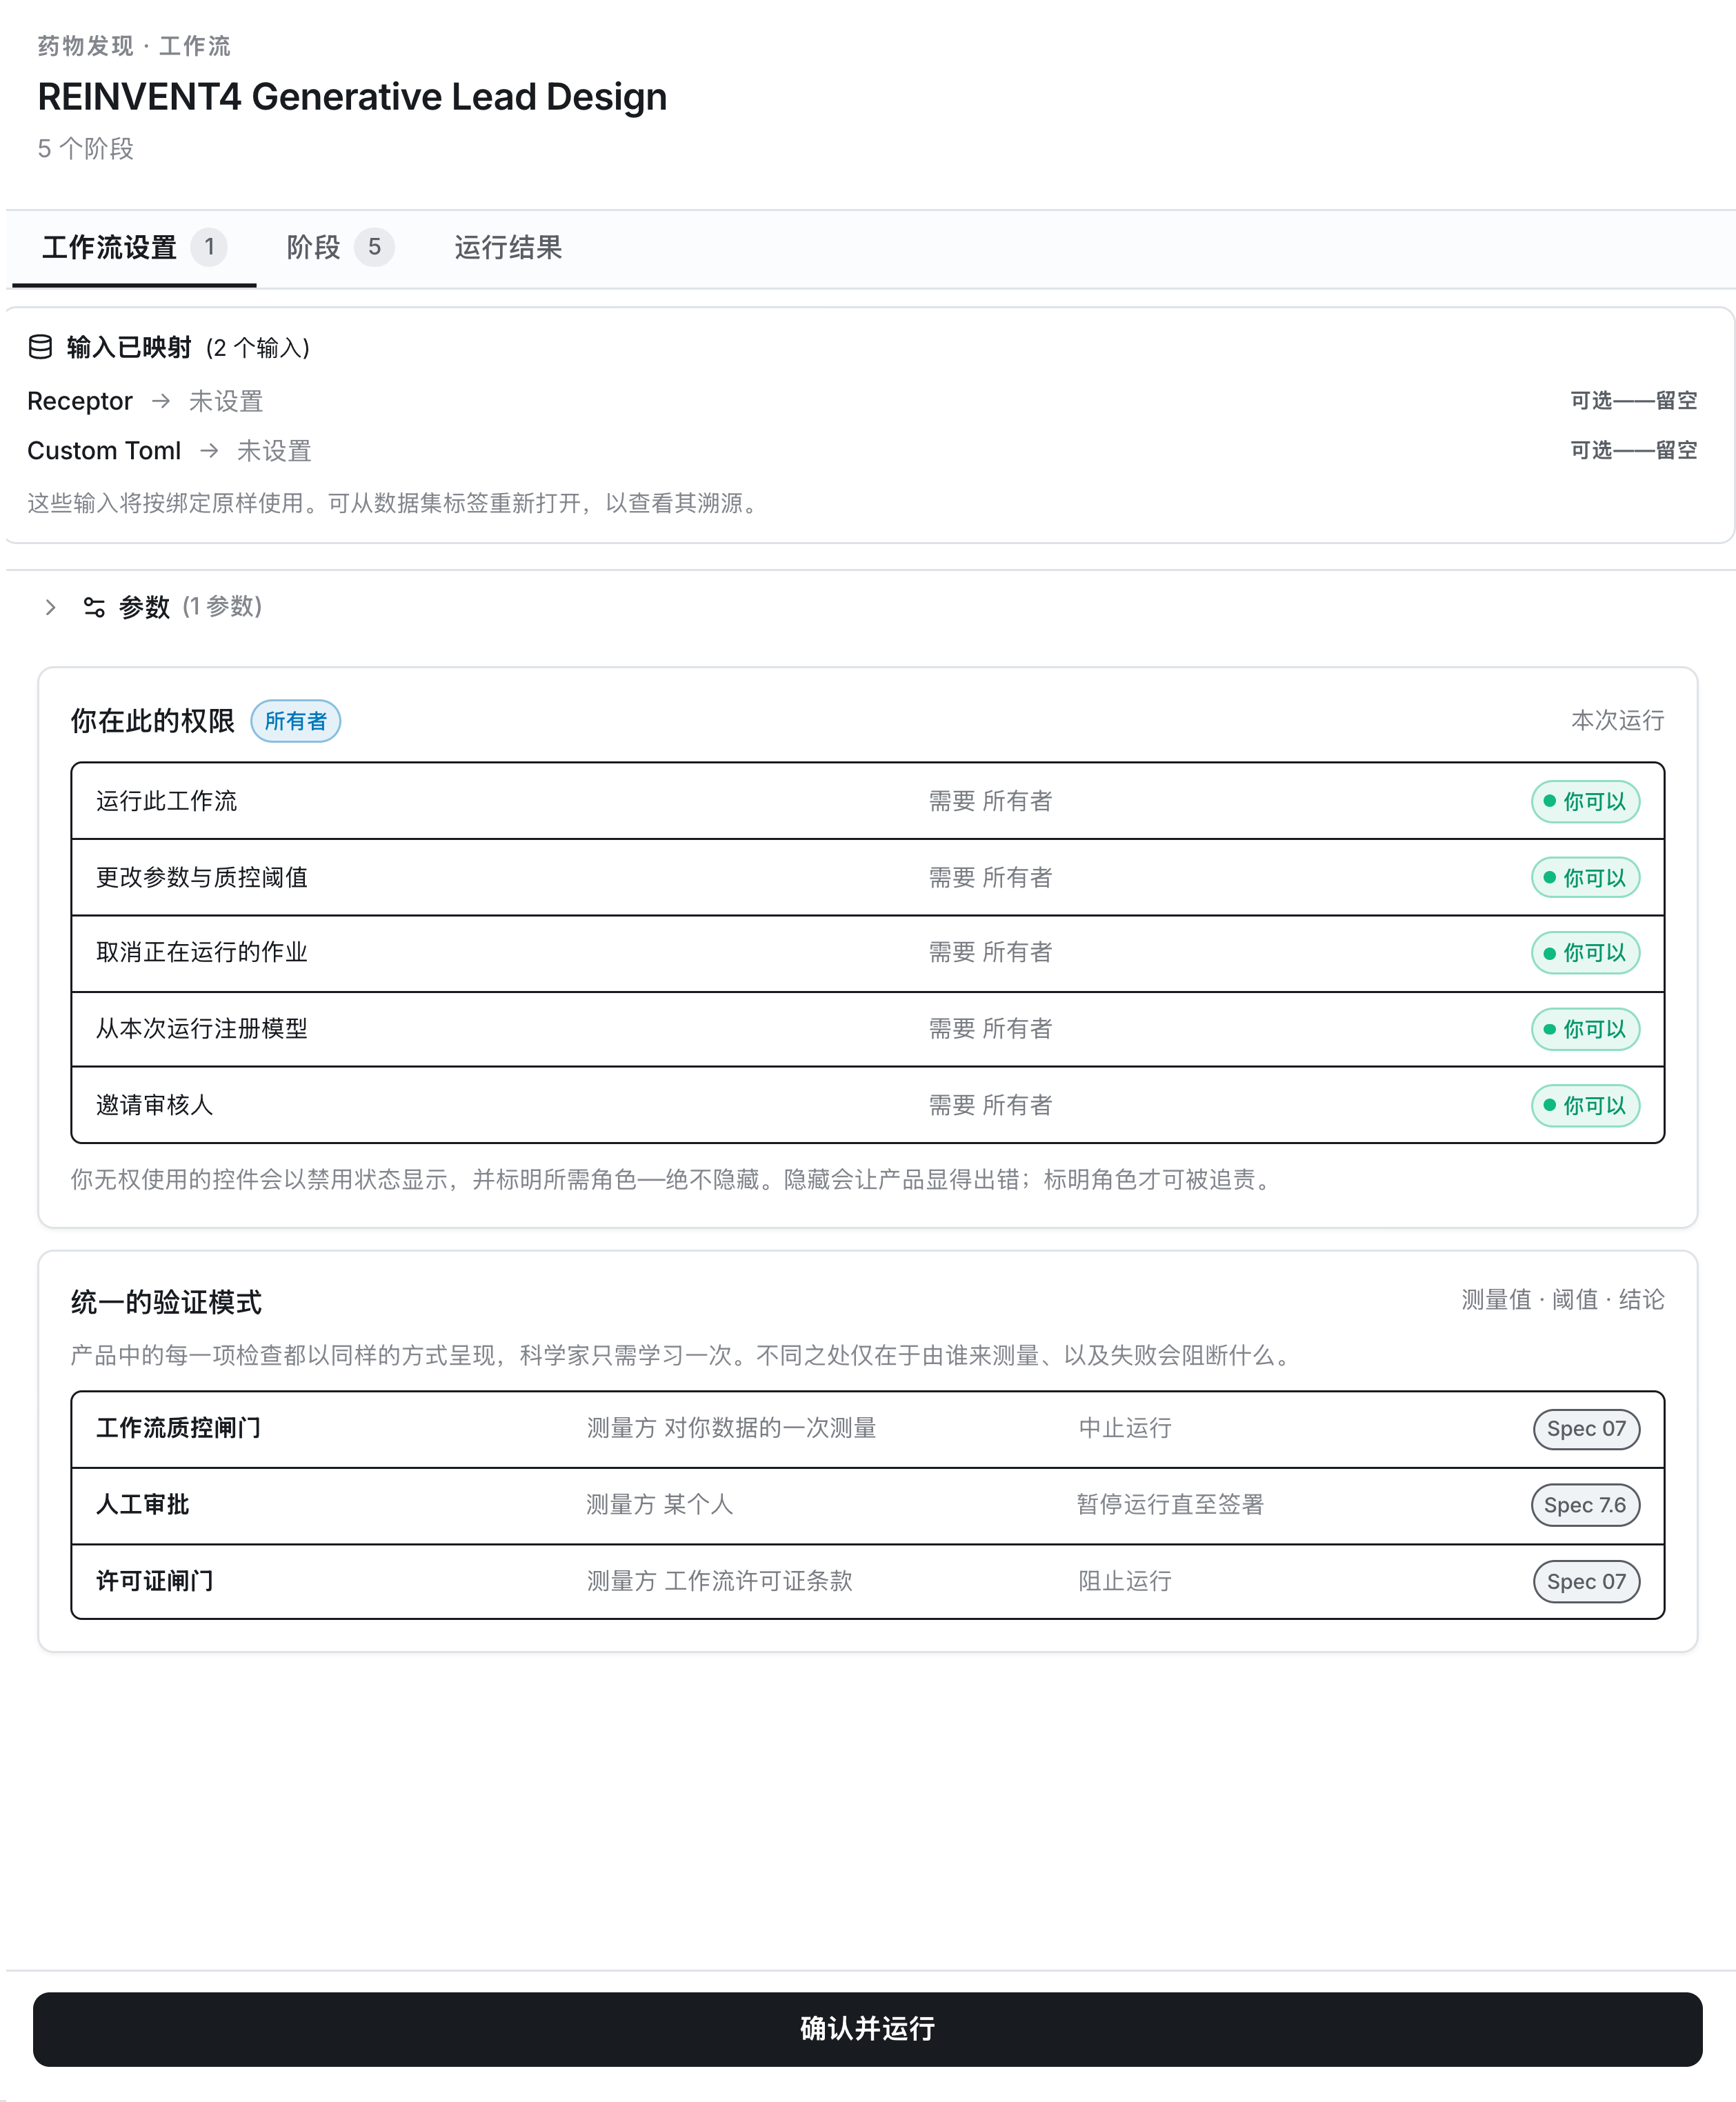 药物发现 · 工作流
REINVENT4 Generative Lead Design
5 个阶段
工作流设置 1 阶段 5 运行结果
输入已映射 (2 个输入)
Receptor → 未设置 可选——留空
Custom Toml → 未设置 可选——留空
这些输入将按绑定原样使用。可从数据集标签重新打开，以查看其溯源。
参数 (1 参数)
你在此的权限 所有者 本次运行
运行此工作流 需要 所有者 你可以
更改参数与质控阈值 需要 所有者 你可以
取消正在运行的作业 需要 所有者 你可以
从本次运行注册模型 需要 所有者 你可以
邀请审核人 需要 所有者 你可以
你无权使用的控件会以禁用状态显示，并标明所需角色—绝不隐藏。隐藏会让产品显得出错；标明角色才可被追责。
统一的验证模式 测量值 · 阈值 · 结论
产品中的每一项检查都以同样的方式呈现，科学家只需学习一次。不同之处仅在于由谁来测量、以及失败会阻断什么。
工作流质控闸门 测量方 对你数据的一次测量 中止运行 Spec 07
人工审批 测量方 某个人 暂停运行直至签署 Spec 7.6
许可证闸门 测量方 工作流许可证条款 阻止运行 Spec 07
确认并运行